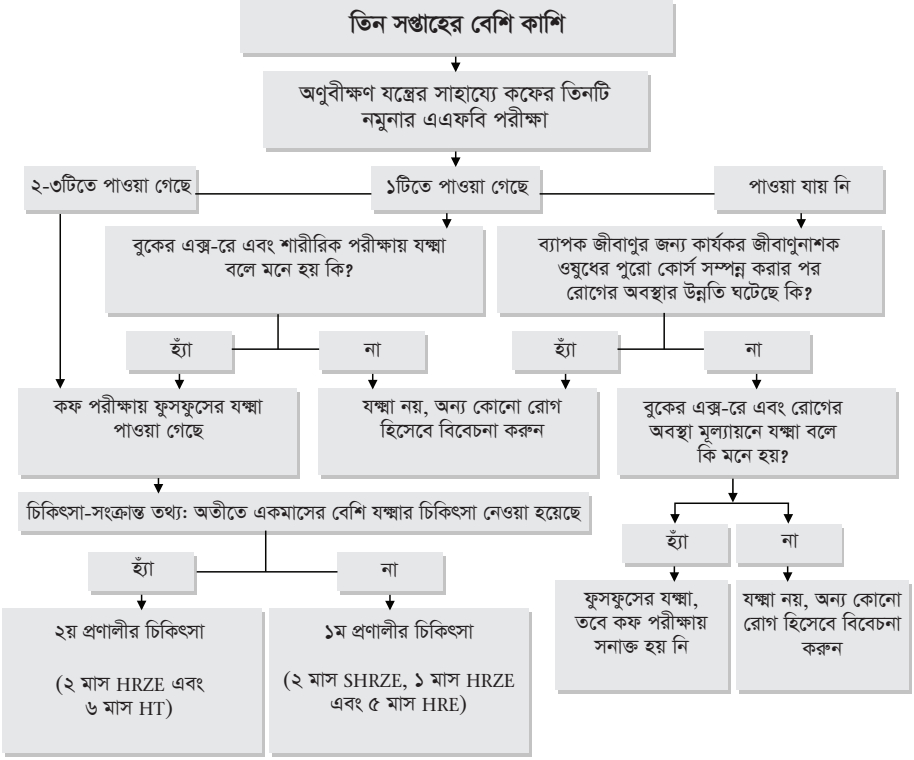 তিন সপ্তাহের বেশি কাশি
অণুবীক্ষণ যন্ত্রের সাহায্যে কফের তিনটি
নমুনার এএফবি পরীক্ষা
২-৩টিতে পাওয়া গেছে
১টিতে পাওয়া গেছে
পাওয়া যায় নি
বুকের এক্স-রে এবং শারীরিক পরীক্ষায় যক্ষ্মা
বলে মনে হয় কি?
ব্যাপক জীবাণুর জন্য কার্যকর জীবাণুনাশক
ওষুধের পুরো কোর্স সম্পন্ন করার পর
রোগের অবস্থার উন্নতি ঘটেছে কি?
হ্যাঁ
না
হ্যাঁ
না
কফ পরীক্ষায় ফুসফুসের যক্ষ্মা
পাওয়া গেছে
যক্ষ্মা নয়, অন্য কোনো রোগ
হিসেবে বিবেচনা করুন
বুকের এক্স-রে এবং রোগের
অবস্থা মূল্যায়নে যক্ষ্মা বলে
কি মনে হয়?
চিকিৎসা-সংক্রান্ত তথ্য: অতীতে একমাসের বেশি যক্ষ্মার চিকিৎসা নেওয়া হয়েছে
হ্যাঁ
না
হ্যাঁ
না
২য় প্রণালীর চিকিৎসা
(২ মাস HRZE এবং
৬ মাস HT)
১ম প্রণালীর চিকিৎসা
(২ মাস SHRZE, ১ মাস HRZE
এবং ৫ মাস HRE)
ফুসফুসের যক্ষ্মা,
তবে কফ পরীক্ষায়
সনাক্ত হয় নি
যক্ষ্মা নয়, অন্য কোনো
রোগ হিসেবে বিবেচনা
করুন